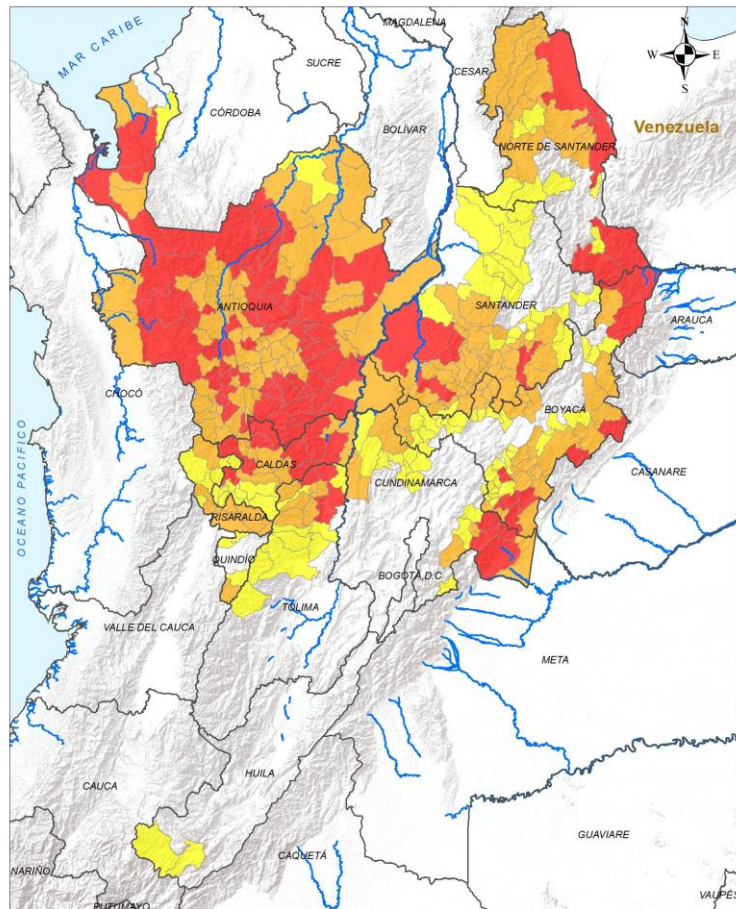 MAGDALENA
N
MAR CARIBE
SUCRE
W E
CESAR
S
CÓRDOBA
BOLÍVAR
Venezuela
NORTE DE SANTANDER
ANTIOQUIA
SANTANDER
ARAUCA
CHOCÓ
BOYACÁ
OCEANO PACIFICO
CALDAS
CASANARE
CUNDINAMARCA
RISARALDA
QUINDÍO
BOGOTÁ, D.C
TOLIMA
VALLE DEL CAUCA
META
HUILA
CAUCA
GUAVIARE
CAQUETÁ
NARIÑO
PUTUMAYO
VAUPÉS